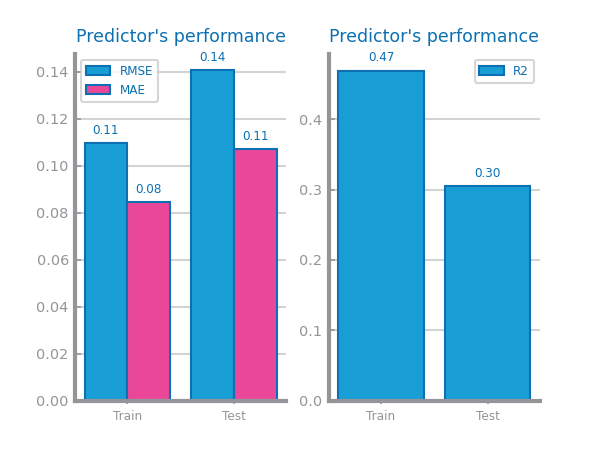 Predictor's performance
RMSE
MAE
0.14
0.12
0.10
0.08
0.06
0.04
0.02
0.00
0.11
0.08
0.14
0.11
Train
Test
Predictor's performance
R2
0.4
0.3
0.2
0.1
0.0
0.47
0.30
Train
Test